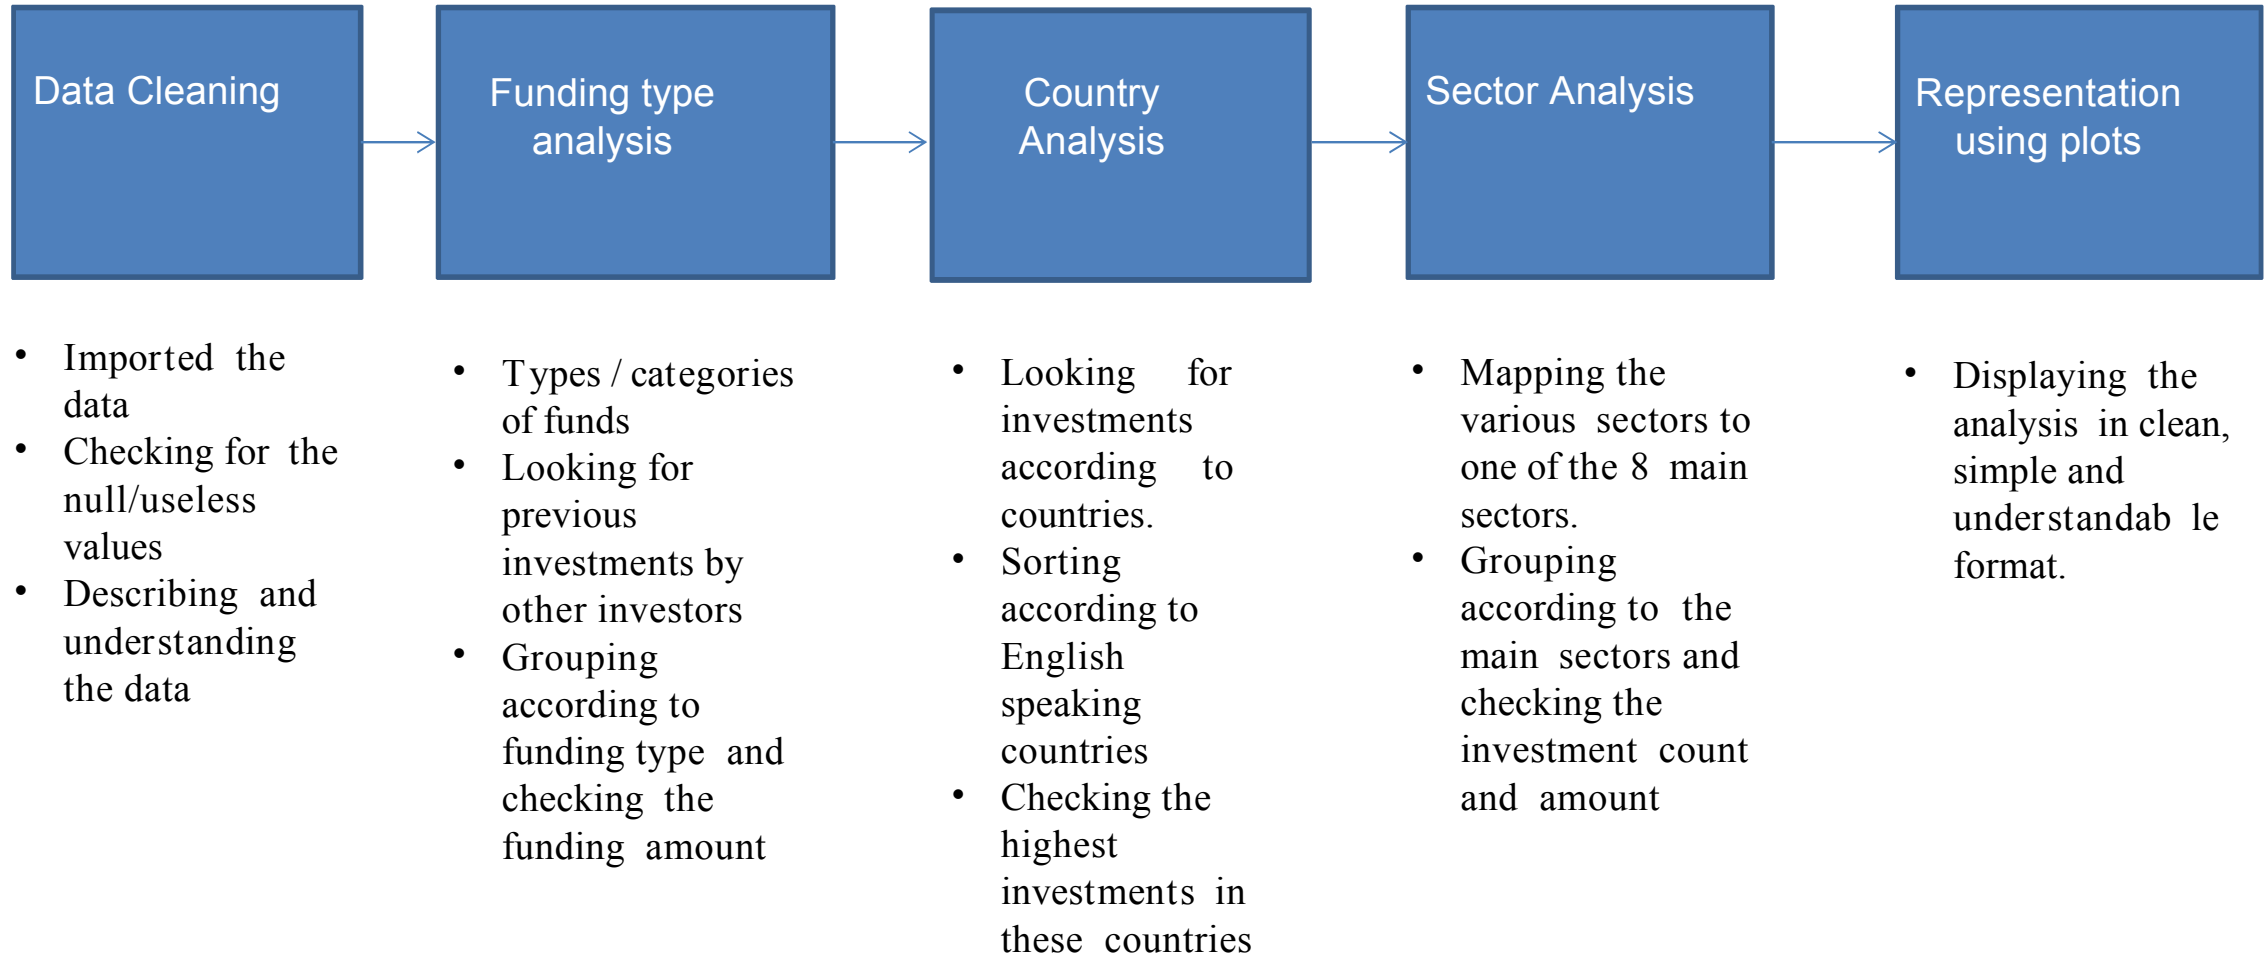 Data Cleaning
Funding type
analysis
Country
Analysis
Sector Analysis
Representation
using plots
• Imported the
data
• Checking for the
null/useless
values
• Describing and
understanding
the data
• Types / categories
of funds
• Looking for
previous
investments by
other investors
• Grouping
according to
funding type and
checking the
funding amount
• Looking for
investments
according to
countries.
• Sorting
according to
English
speaking
countries
• Checking the
highest
investments in
these countries
• Mapping the
various sectors to
one of the 8 main
sectors.
• Grouping
according to the
main sectors and
checking the
investment count
and amount
• Displaying the
analysis in clean,
simple and
understandab le
format.